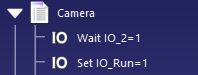 Camera
IO Wait IO_2=1
IO Set IO_Run=1